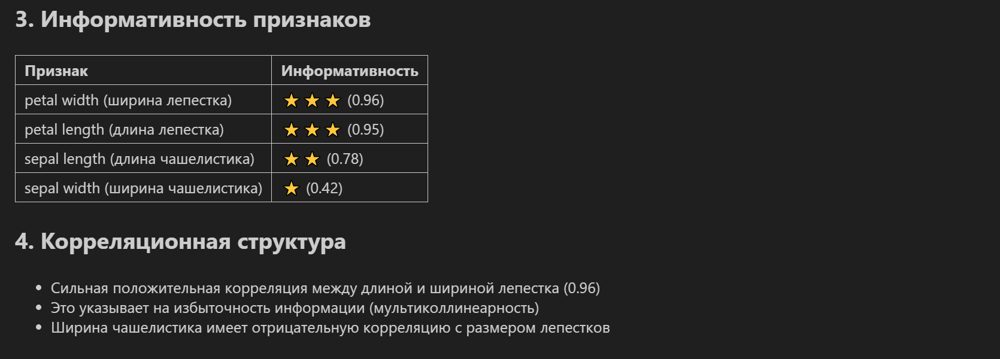 3. Информативность признаков
Признак Информативность
petal width (ширина лепестка) ★ ★ ★ (0.96)
petal length (длина лепестка) ★ ★ ★ (0.95)
sepal length (длина чашелистика) ★ ★ (0.78)
sepal width (ширина чашелистика) ★ (0.42)
4. Корреляционная структура
• Сильная положительная корреляция между длиной и шириной лепестка (0.96)
• Это указывает на избыточность информации (мультиколлинеарность)
• Ширина чашелистика имеет отрицательную корреляцию с размером лепестков